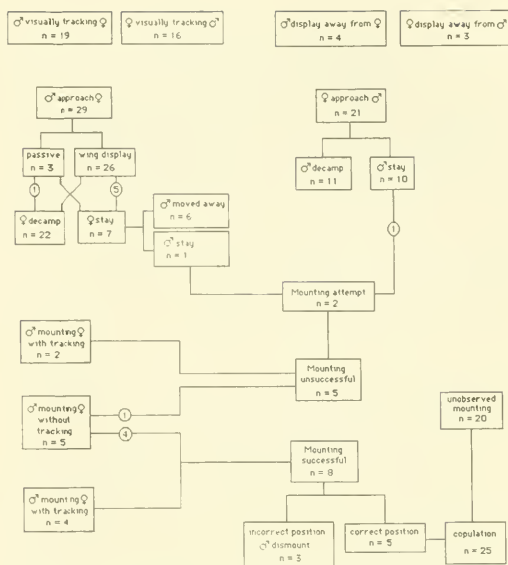 ♂ visually tracking ♀
n = 19
♀ visually tracking ♂
n = 16
♂ display away from ♀
n = 4
♀ display away from ♂
n = 3
♂ approach ♀
n = 29
♀ approach ♂
n = 21
passive
n = 3
wing display
n = 26
♂ decamp
n = 11
♂ stay
n = 10
1
5
♀ decamp
n = 22
♀ stay
n = 7
♂ moved away
n = 6
♂ stay
n = 1
1
Mounting attempt
n = 2
♂ mounting ♀
with tracking
n = 2
Mounting
unsuccessful
n = 5
♂ mounting ♀
without
tracking
n = 5
1
4
unobserved
mounting
n = 20
Mounting
successful
n = 8
♂ mounting ♀
with tracking
n = 4
incorrect position
♂ dismount
n = 3
correct position
n = 5
copulation
n = 25